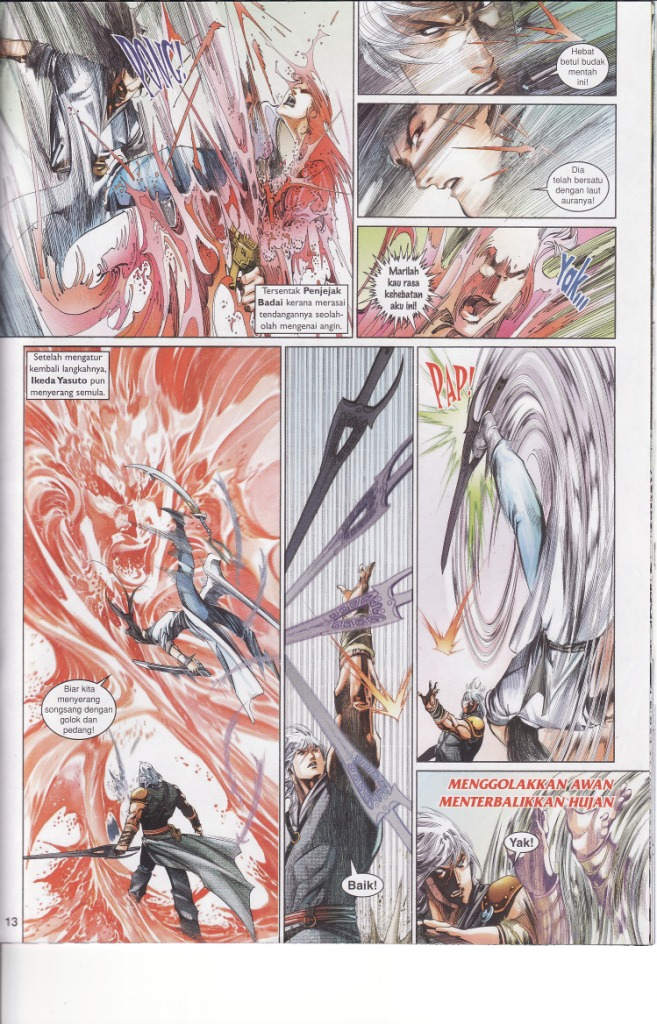 PONG!
Tersentak Penjejak
Badai kerana merasai
tendangannya seolah-
olah mengenai angin.
Hebat
betul budak
mentah
ini!
Dia
telah bersatu
dengan laut
auranya!
Marilah
kau rasa
kehebatan
aku ini!
Yok...
Setelah mengatur
kembali langkahnya,
Ikeda Yasuto pun
menyerang semula.
Biar kita
menyerang
songsang dengan
golok dan
pedang!
Baik!
PAP!
MENGGOLAKKAN AWAN
MENTERBALIKKAN HUJAN
Yak!
13